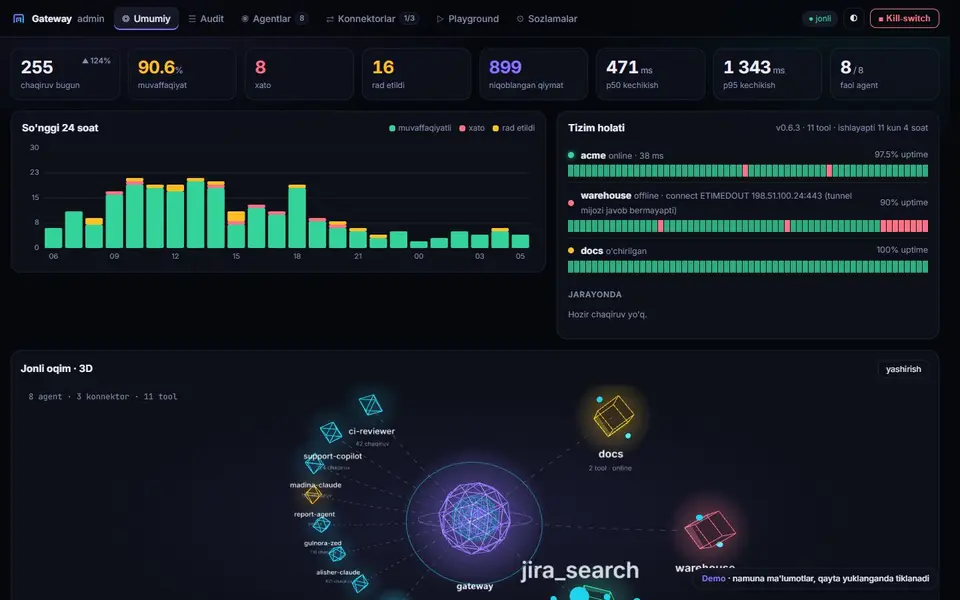 Gateway admin Umumiy Audit Agentlar 8 Konnektorlar 1/3 Playground Sozlamalar jonli Kill-switch
255 ▲124%
chaqiruv bugun
90.6%
muvaffaqiyat
8
xato
16
rad etildi
899
niqoblangan qiymat
471 ms
p50 kechikish
1 343 ms
p95 kechikish
8 / 8
faol agent
So'nggi 24 soat
muvaffaqiyatli xato rad etildi
30
23
15
8
0
06 09 12 15 18 21 00 03 05
Tizim holati
v0.6.3 · 11 tool · ishlayapti 11 kun 4 soat
acme online · 38 ms 97.5% uptime
warehouse offline · connect ETIMEDOUT 198.51.100.24:443 (tunnel
mijozi javob bermayapti) 90% uptime
docs o'chirilgan 100% uptime
JARAYONDA
Hozir chaqiruv yo'q.
Jonli oqim · 3D
yashirish
8 agent · 3 konnektor · 11 tool
ci-reviewer
42 chaqiruv
support-copilot
madina-claude
report-agent
gulnora-zed
alisher-claude
docs
2 tool · online
gateway
jira_search
warehouse
Demo · namuna ma'lumotlar, qayta yuklanganda tiklanadi